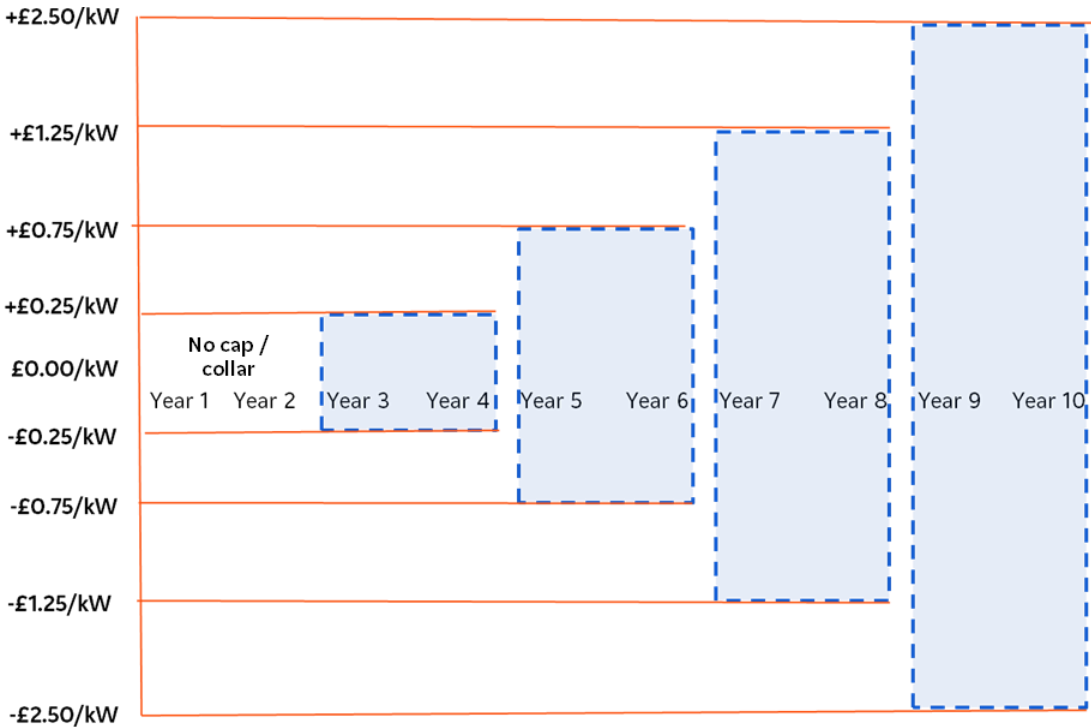 +£2.50/kW
+£1.25/kW
+£0.75/kW
+£0.25/kW
No cap /
collar
£0.00/kW
Year 1 Year 2 Year 3 Year 4 Year 5 Year 6 Year 7 Year 8 Year 9 Year 10
-£0.25/kW
-£0.75/kW
-£1.25/kW
-£2.50/kW